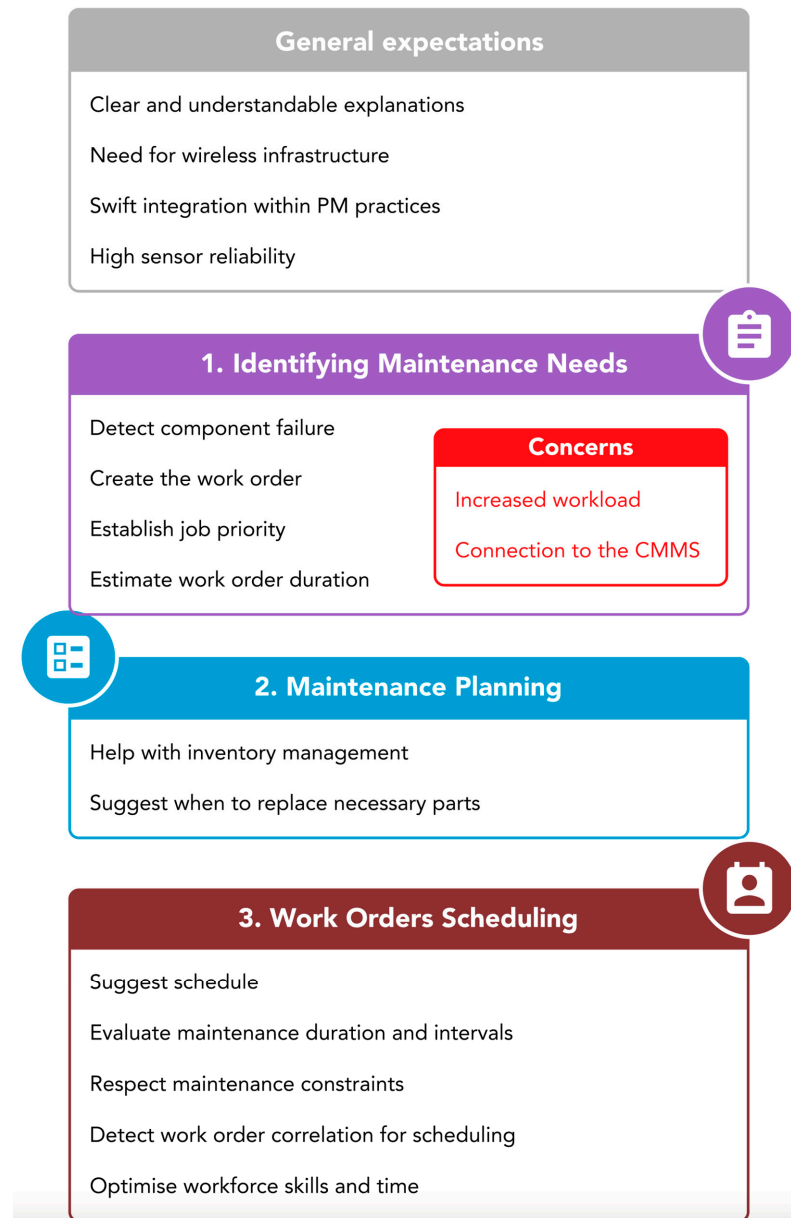 General expectations
Clear and understandable explanations
Need for wireless infrastructure
Swift integration within PM practices
High sensor reliability
1. Identifying Maintenance Needs
Detect component failure
Create the work order
Establish job priority
Estimate work order duration
Concerns
Increased workload
Connection to the CMMS
2. Maintenance Planning
Help with inventory management
Suggest when to replace necessary parts
3. Work Orders Scheduling
Suggest schedule
Evaluate maintenance duration and intervals
Respect maintenance constraints
Detect work order correlation for scheduling
Optimise workforce skills and time